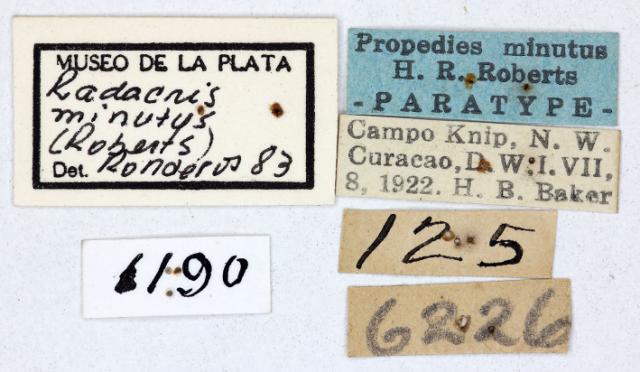 MUSEO DE LA PLATA
Radacris
minutus
(Roberts)
Det. Ronderos 83
Propedies minutus
H. R. Roberts
-PARATYPE-
Campo Knip, N. W.
Curacao, D. W. I. VII,
8, 1922. H. B. Baker
1190
125
6226